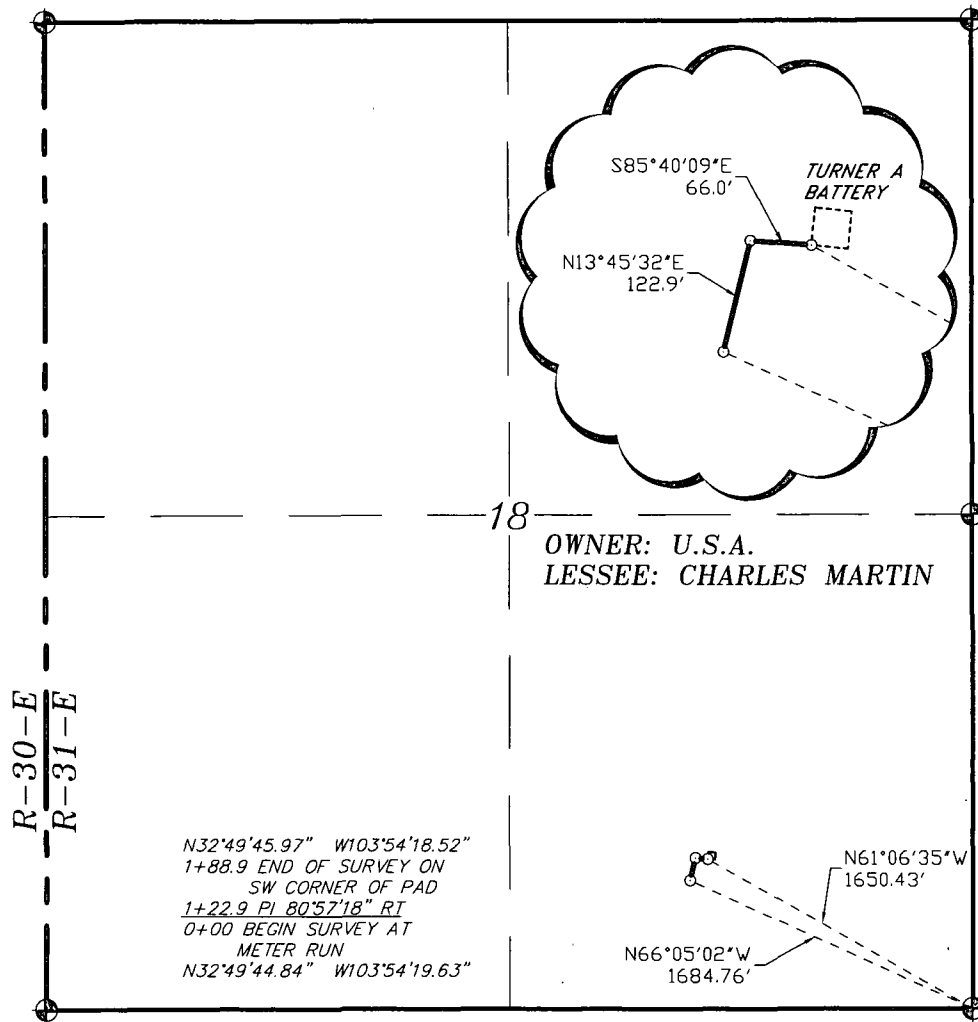 S85°40'09"E
66.0'
TURNER A
BATTERY
N13°45'32"E
122.9'
18
OWNER: U.S.A.
LESSEE: CHARLES MARTIN
R-30-E
R-31-E
N32°49'45.97" W103°54'18.52"
1+88.9 END OF SURVEY ON
SW CORNER OF PAD
1+22.9 PI 80°57'18" RT
0+00 BEGIN SURVEY AT
METER RUN
N32°49'44.84" W103°54'19.63"
N61°06'35"W
1650.43'
N66°05'02"W
1684.76'